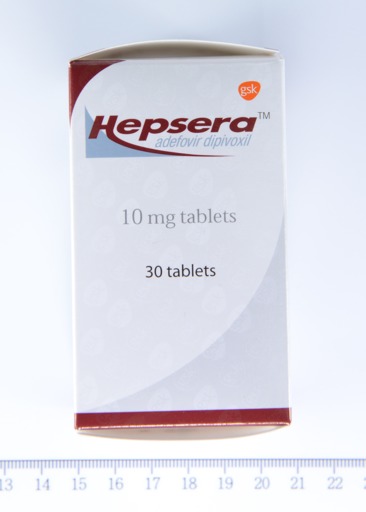 gsk
Hepsera™
adefovir dipivoxil
10 mg tablets
30 tablets
13 14 15 16 17 18 19 20 21 22